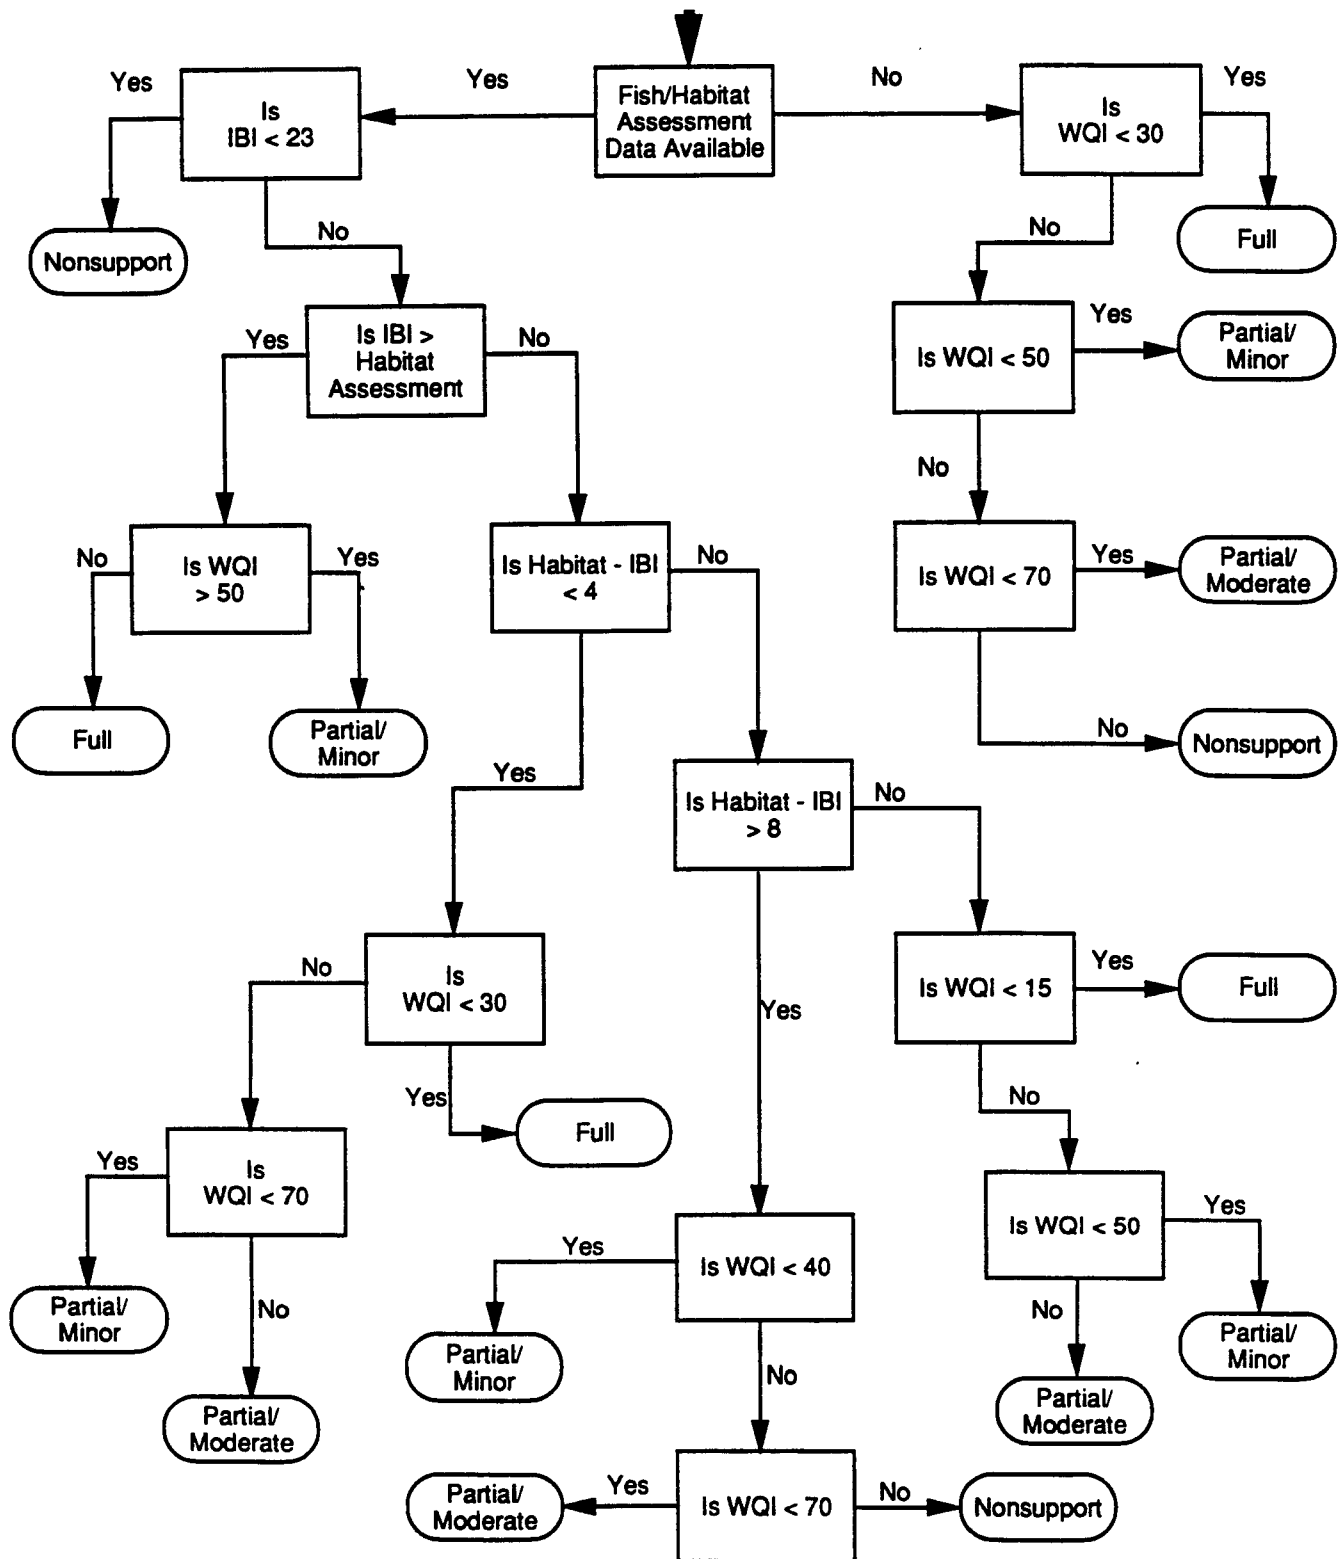 Yes
Is
IBI < 23
Yes
Fish/Habitat
Assessment
Data Available
No
Is
WQI < 30
Yes
Nonsupport
No
No
Full
Yes
Is IBI >
Habitat
Assessment
No
Is WQI < 50
Yes
Partial/
Minor
No
No
Is WQI
> 50
Yes
Is Habitat - IBI
< 4
No
Is WQI < 70
Yes
Partial/
Moderate
Full
Partial/
Minor
Yes
No
Nonsupport
Is Habitat - IBI
> 8
No
No
Is
WQI < 30
Yes
Is WQI < 15
Yes
Full
Yes
Full
No
Yes
Is
WQI < 70
Yes
Is WQI < 40
Is WQI < 50
Yes
Partial/
Minor
No
Partial/
Minor
No
No
Partial/
Minor
Partial/
Moderate
Partial/
Moderate
Partial/
Moderate
Yes
Is WQI < 70
No
Nonsupport